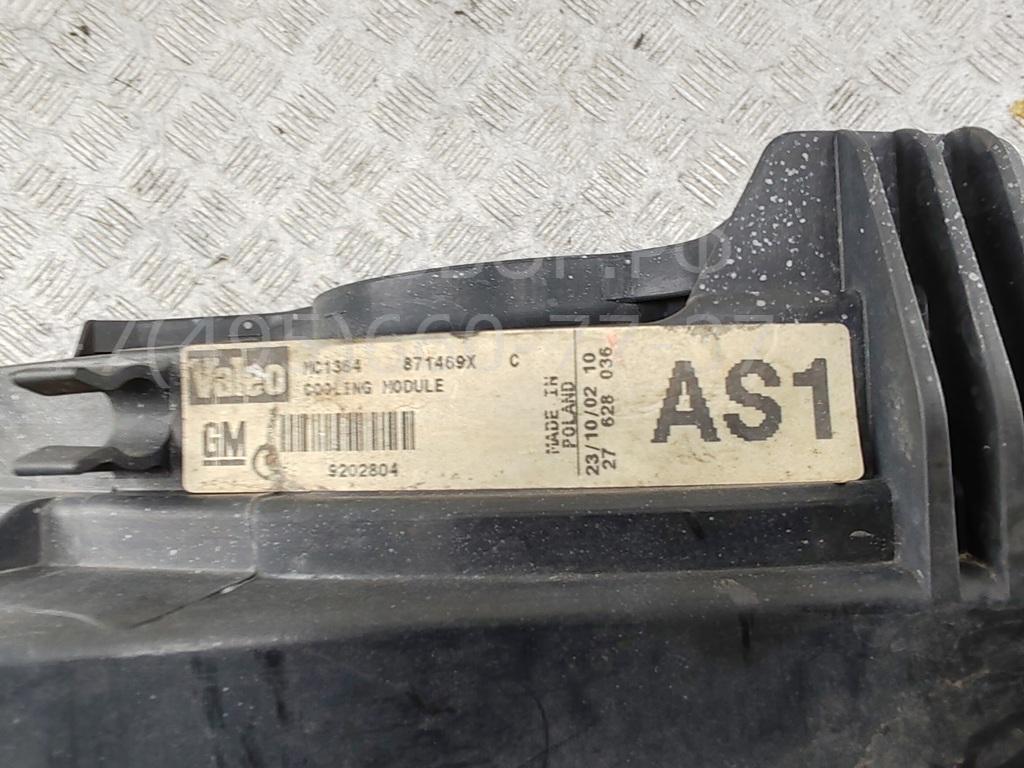 Valeo
MC1364 871469X C
COOLING MODULE
GM
9202804
MADE IN
POLAND
23/10/02 10
27 628 036
AS1